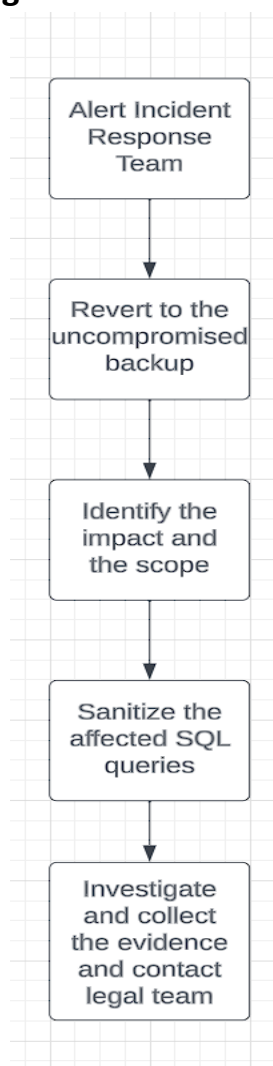 Alert Incident
Response
Team
Revert to the
uncompromised
backup
Identify the
impact and
the scope
Sanitize the
affected SQL
queries
Investigate
and collect
the evidence
and contact
legal team